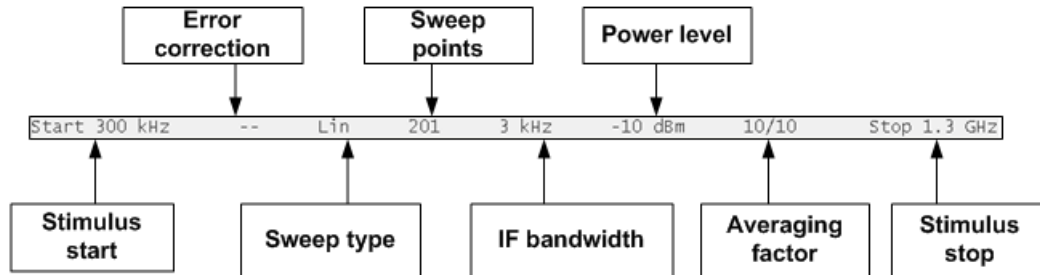 Error
correction
Sweep
points
Power level
Start 300 kHz -- Lin 201 3 kHz -10 dBm 10/10 Stop 1.3 GHz
Stimulus
start
Sweep type
IF bandwidth
Averaging
factor
Stimulus
stop